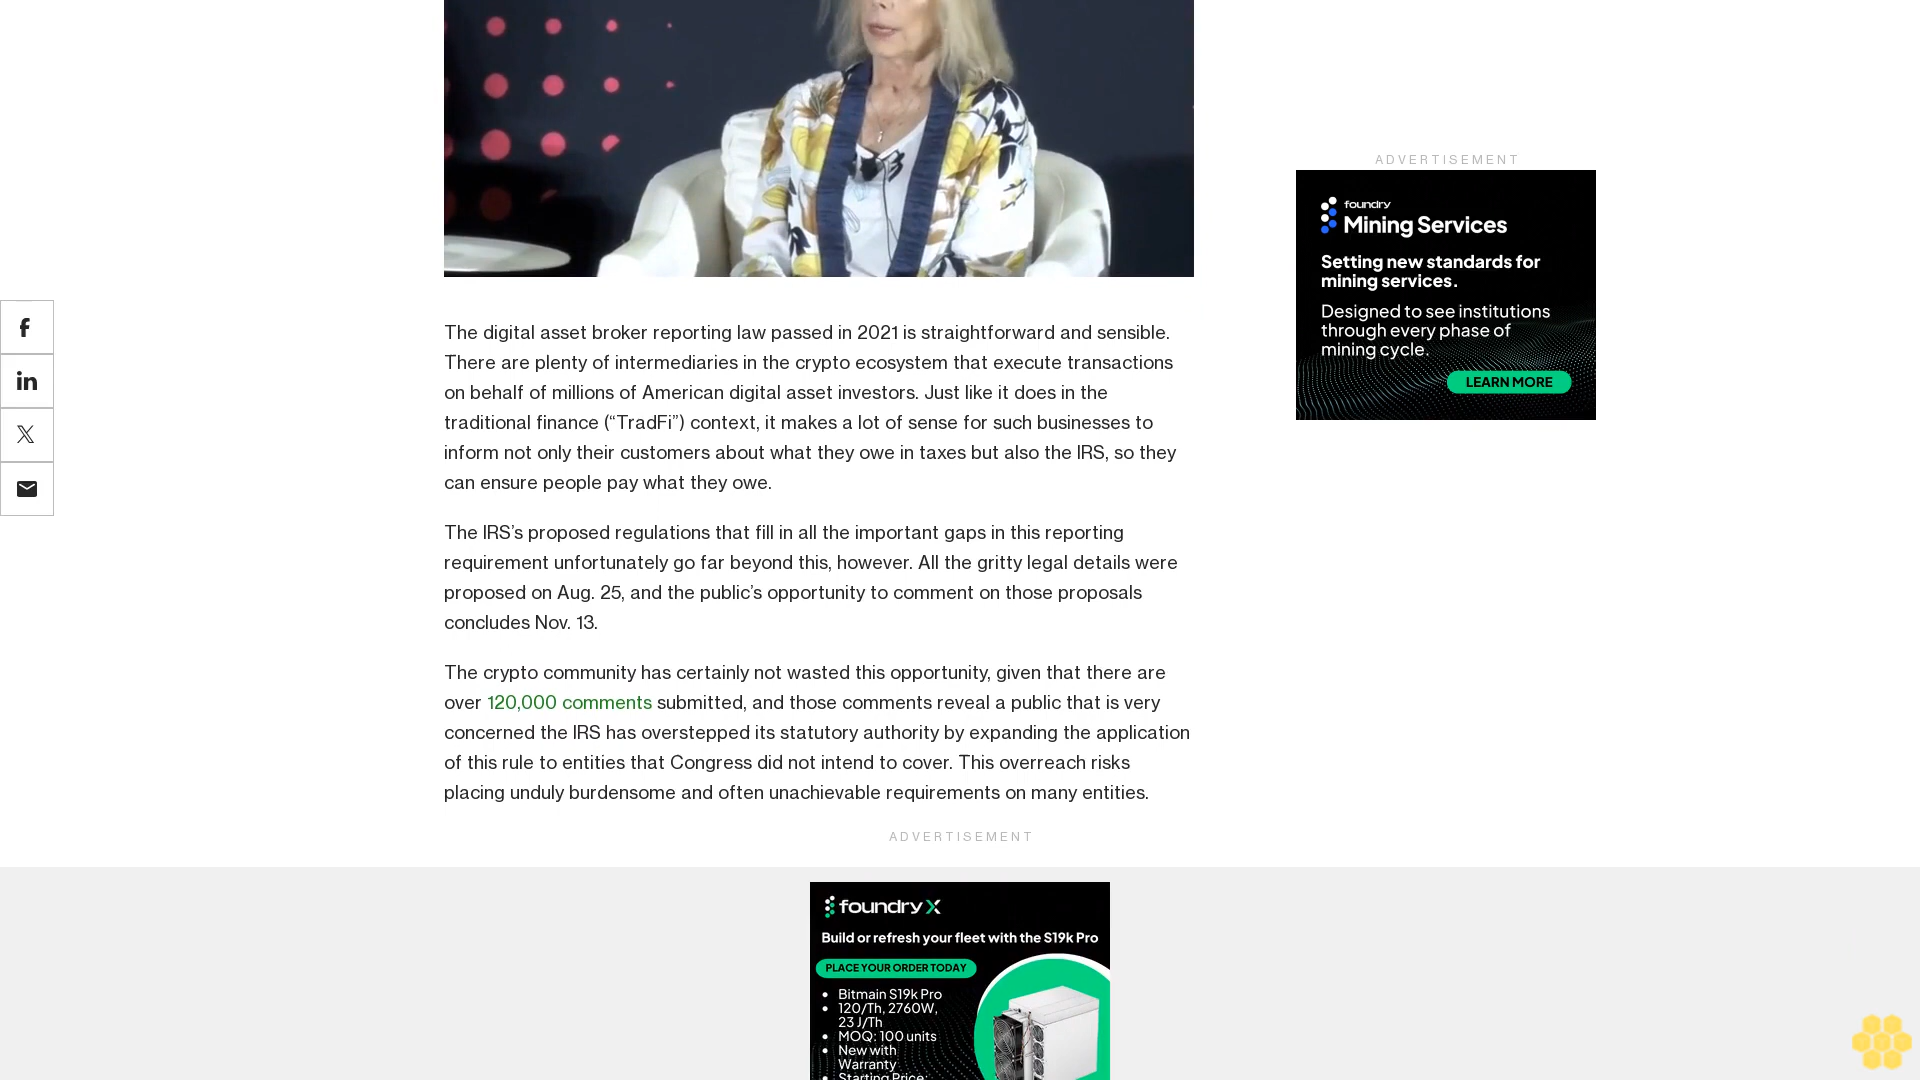 The digital asset broker reporting law passed in 2021 is straightforward and sensible.
There are plenty of intermediaries in the crypto ecosystem that execute transactions
on behalf of millions of American digital asset investors. Just like it does in the
traditional finance (“TradFi”) context, it makes a lot of sense for such businesses to
inform not only their customers about what they owe in taxes but also the IRS, so they
can ensure people pay what they owe.
The IRS’s proposed regulations that fill in all the important gaps in this reporting
requirement unfortunately go far beyond this, however. All the gritty legal details were
proposed on Aug. 25, and the public’s opportunity to comment on those proposals
concludes Nov. 13.
The crypto community has certainly not wasted this opportunity, given that there are
over 120,000 comments submitted, and those comments reveal a public that is very
concerned the IRS has overstepped its statutory authority by expanding the application
of this rule to entities that Congress did not intend to cover. This overreach risks
placing unduly burdensome and often unachievable requirements on many entities.
ADVERTISEMENT
foundry
Mining Services
Setting new standards for
mining services.
Designed to see institutions
through every phase of
mining cycle.
LEARN MORE
ADVERTISEMENT
foundry X
Build or refresh your fleet with the S19k Pro
PLACE YOUR ORDER TODAY
• Bitmain S19k Pro
• 120/Th, 2760W,
23 J/Th
• MOQ: 100 units
• New with
Warranty
• Starting Price: